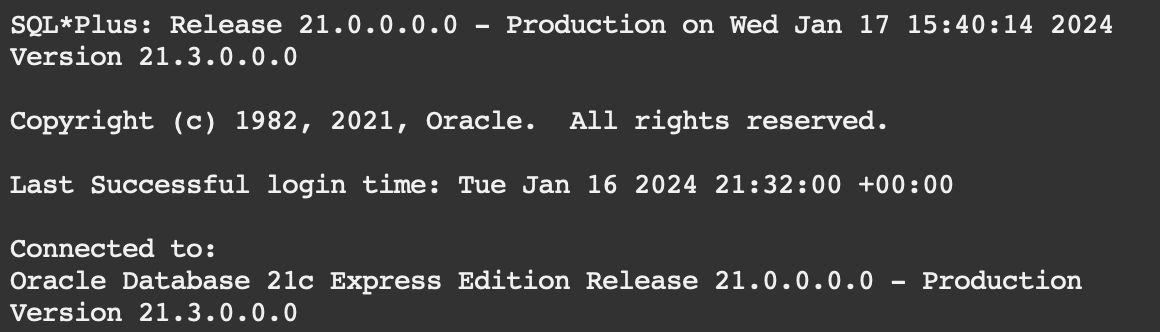 SQL*Plus: Release 21.0.0.0.0 - Production on Wed Jan 17 15:40:14 2024
Version 21.3.0.0.0
Copyright (c) 1982, 2021, Oracle.  All rights reserved.
Last Successful login time: Tue Jan 16 2024 21:32:00 +00:00
Connected to:
Oracle Database 21c Express Edition Release 21.0.0.0.0 - Production
Version 21.3.0.0.0